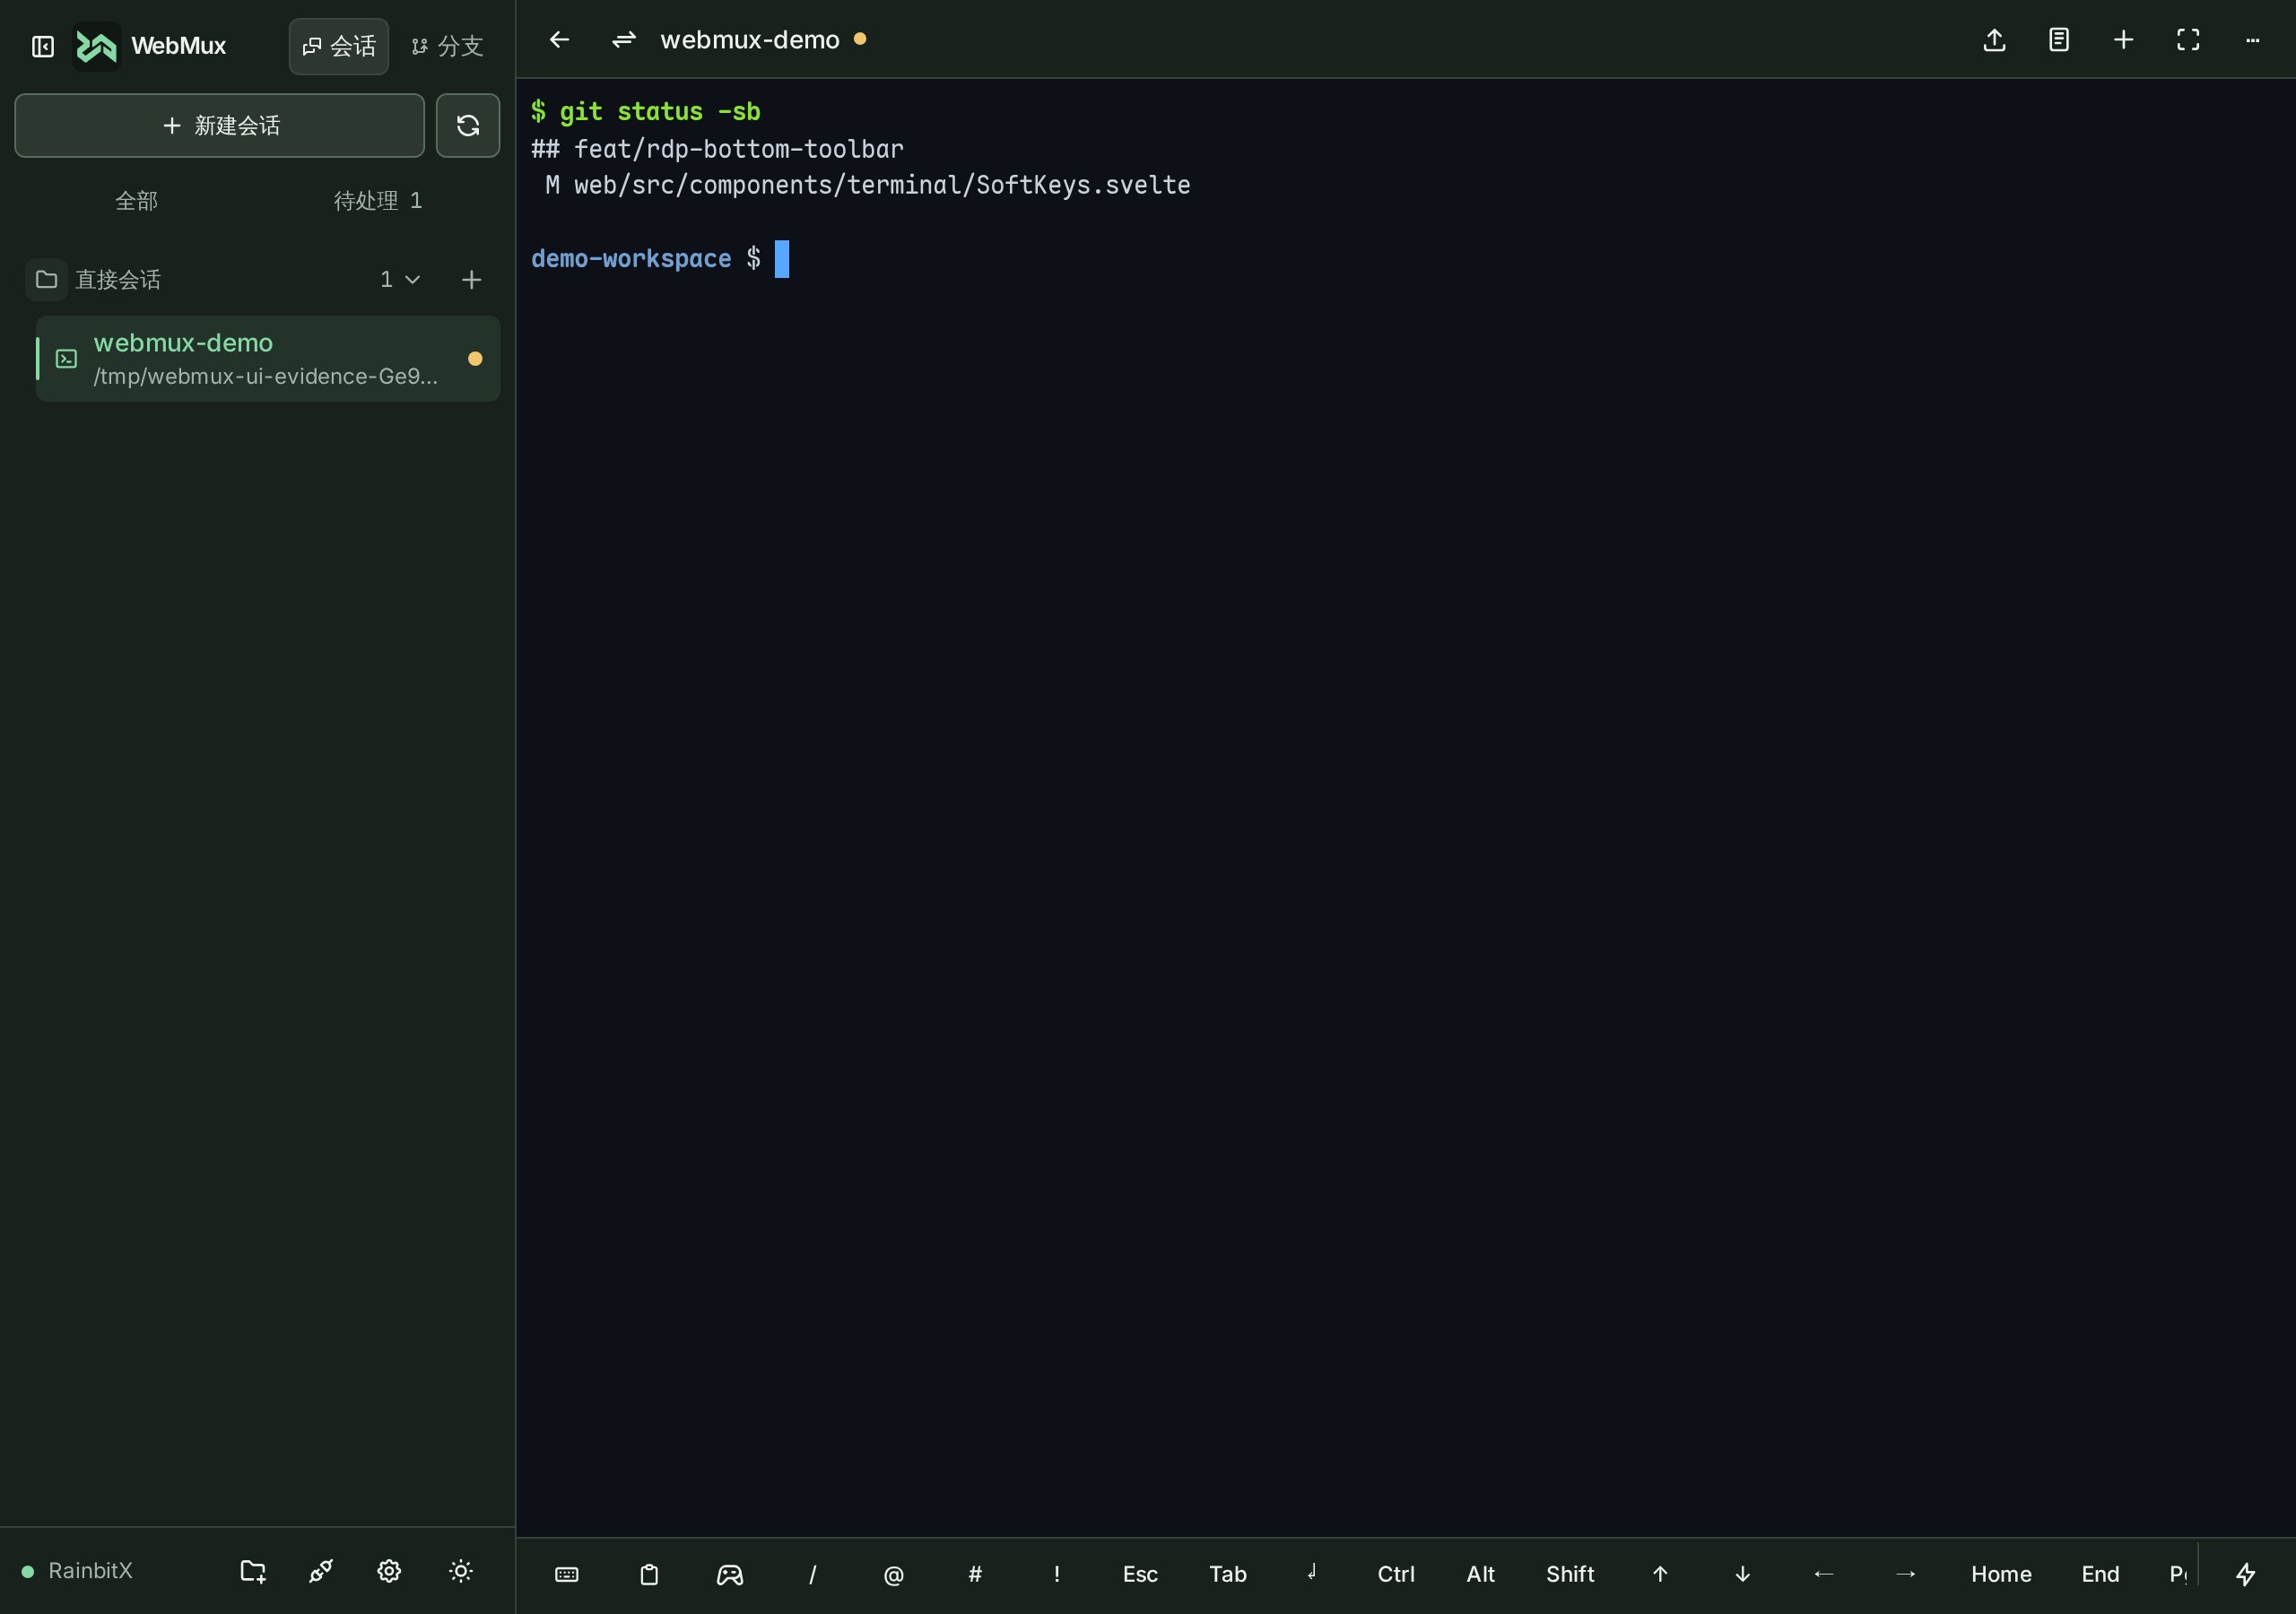 WebMux
会话
分支
webmux-demo
新建会话
全部
待处理 1
直接会话
1
webmux-demo
/tmp/webmux-ui-evidence-Ge9...
$ git status -sb
## feat/rdp-bottom-toolbar
 M web/src/components/terminal/SoftKeys.svelte
demo-workspace $
RainbitX
/ @ # ! Esc Tab ↲ Ctrl Alt Shift ↑ ↓ ← → Home End